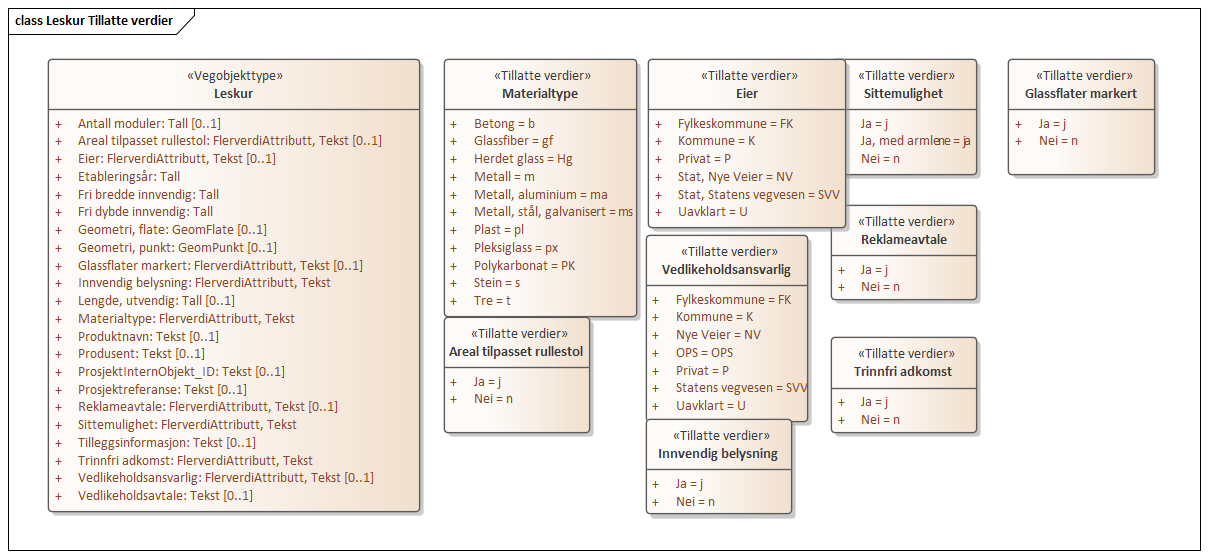 class Leskur Tillatte verdier
«Vegobjekttype»
Leskur
+ Antall moduler: Tall [0..1]
+ Areal tilpasset rullestol: FlerverdiAttributt, Tekst [0..1]
+ Eier: FlerverdiAttributt, Tekst [0..1]
+ Etableringsår: Tall
+ Fri bredde innvendig: Tall
+ Fri dybde innvendig: Tall
+ Geometri, flate: GeomFlate [0..1]
+ Geometri, punkt: GeomPunkt [0..1]
+ Glassflater markert: FlerverdiAttributt, Tekst [0..1]
+ Innvendig belysning: FlerverdiAttributt, Tekst
+ Lengde, utvendig: Tall [0..1]
+ Materialtype: FlerverdiAttributt, Tekst
+ Produktnavn: Tekst [0..1]
+ Produsent: Tekst [0..1]
+ ProsjektInternObjekt_ID: Tekst [0..1]
+ Prosjektreferanse: Tekst [0..1]
+ Reklameavtale: FlerverdiAttributt, Tekst [0..1]
+ Sittemulighet: FlerverdiAttributt, Tekst
+ Tilleggsinformasjon: Tekst [0..1]
+ Trinnfri adkomst: FlerverdiAttributt, Tekst
+ Vedlikeholdsansvarlig: FlerverdiAttributt, Tekst [0..1]
+ Vedlikeholdsavtale: Tekst [0..1]
«Tillatte verdier»
Materialtype
+ Betong = b
+ Glassfiber = gf
+ Herdet glass = Hg
+ Metall = m
+ Metall, aluminium = ma
+ Metall, stål, galvanisert = ms
+ Plast = pl
+ Pleksiglass = px
+ Polykarbonat = PK
+ Stein = s
+ Tre = t
«Tillatte verdier»
Areal tilpasset rullestol
+ Ja = j
+ Nei = n
«Tillatte verdier»
Eier
+ Fylkeskommune = FK
+ Kommune = K
+ Privat = P
+ Stat, Nye Veier = NV
+ Stat, Statens vegvesen = SVV
+ Uavklart = U
«Tillatte verdier»
Vedlikeholdsansvarlig
+ Fylkeskommune = FK
+ Kommune = K
+ Nye Veier = NV
+ OPS = OPS
+ Privat = P
+ Statens vegvesen = SVV
+ Uavklart = U
«Tillatte verdier»
Innvendig belysning
+ Ja = j
+ Nei = n
«Tillatte verdier»
Sittemulighet
Ja = j
Ja, med armlene = ja
Nei = n
«Tillatte verdier»
Reklameavtale
+ Ja = j
+ Nei = n
«Tillatte verdier»
Trinnfri adkomst
+ Ja = j
+ Nei = n
«Tillatte verdier»
Glassflater markert
+ Ja = j
+ Nei = n